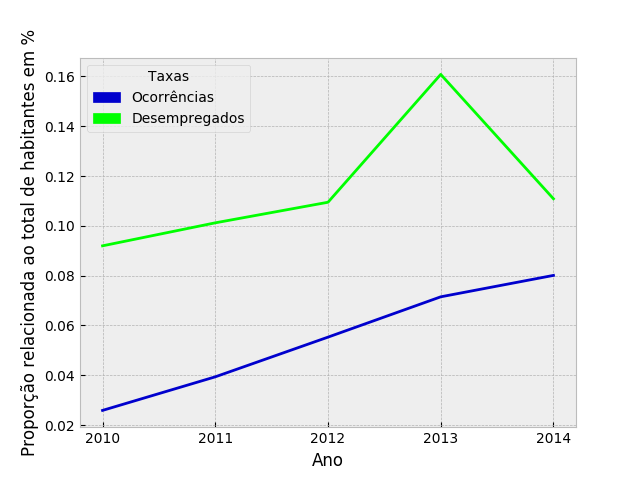 Proporção relacionada ao total de habitantes em %
0.16
0.14
0.12
0.10
0.08
0.06
0.04
0.02
Taxas
Ocorrências
Desempregados
2010 2011 2012 2013 2014
Ano